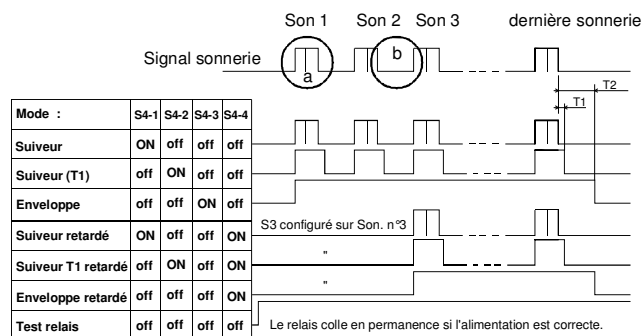 Son 1 Son 2 Son 3 dernière sonnerie
Signal sonnerie
a
b
T2
T1
Mode : S4-1 S4-2 S4-3 S4-4
Suiveur ON off off off
Suiveur (T1) off ON off off
Enveloppe off off ON off
Suiveur retardé ON off off ON S3 configuré sur Son. n°3
Suiveur T1 retardé off ON off ON "
Enveloppe retardé off off off ON "
Test relais off off off off Le relais colle en permanence si l'alimentation est correcte.